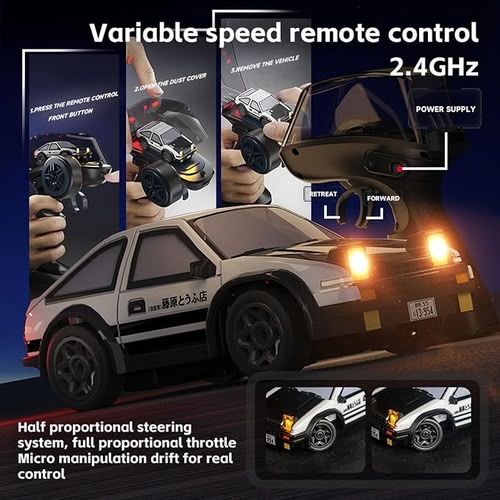 Variable speed remote control
2.4GHz
1.PRESS THE REMOTE CONTROL
FRONT BUTTON
2.OPEN THE DUST COVER
3.REMOVE THE VEHICLE
POWER SUPPLY
RETREAT
FORWARD
藤原とうふ店
13-954
Half proportional steering
system, full proportional throttle
Micro manipulation drift for real
control